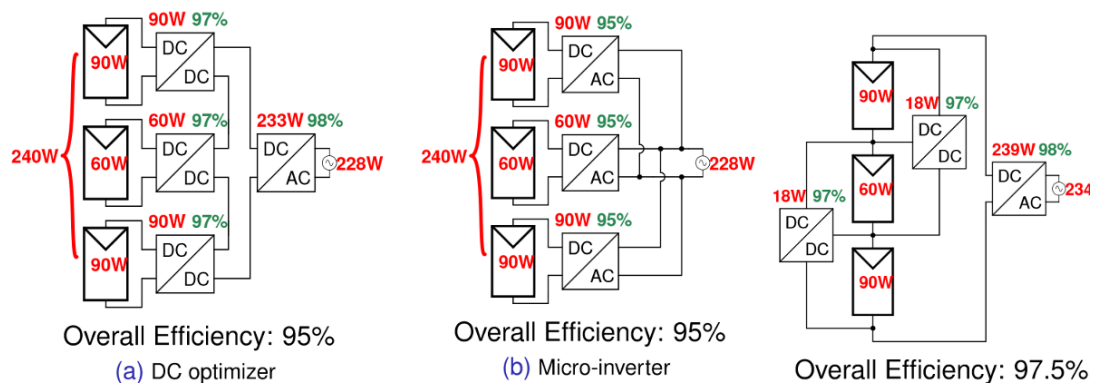 90W 97%
DC
DC
90W
60W 97%
233W 98%
DC
DC
DC
AC
240W
60W
228W
90W 97%
DC
DC
90W
Overall Efficiency: 95%
(a) DC optimizer
90W 95%
DC
AC
90W
60W 95%
DC
AC
240W
60W
228W
90W 95%
DC
AC
90W
Overall Efficiency: 95%
(b) Micro-inverter
90W
18W 97%
DC
DC
239W 98%
DC
AC
60W
234
18W 97%
DC
DC
90W
Overall Efficiency: 97.5%